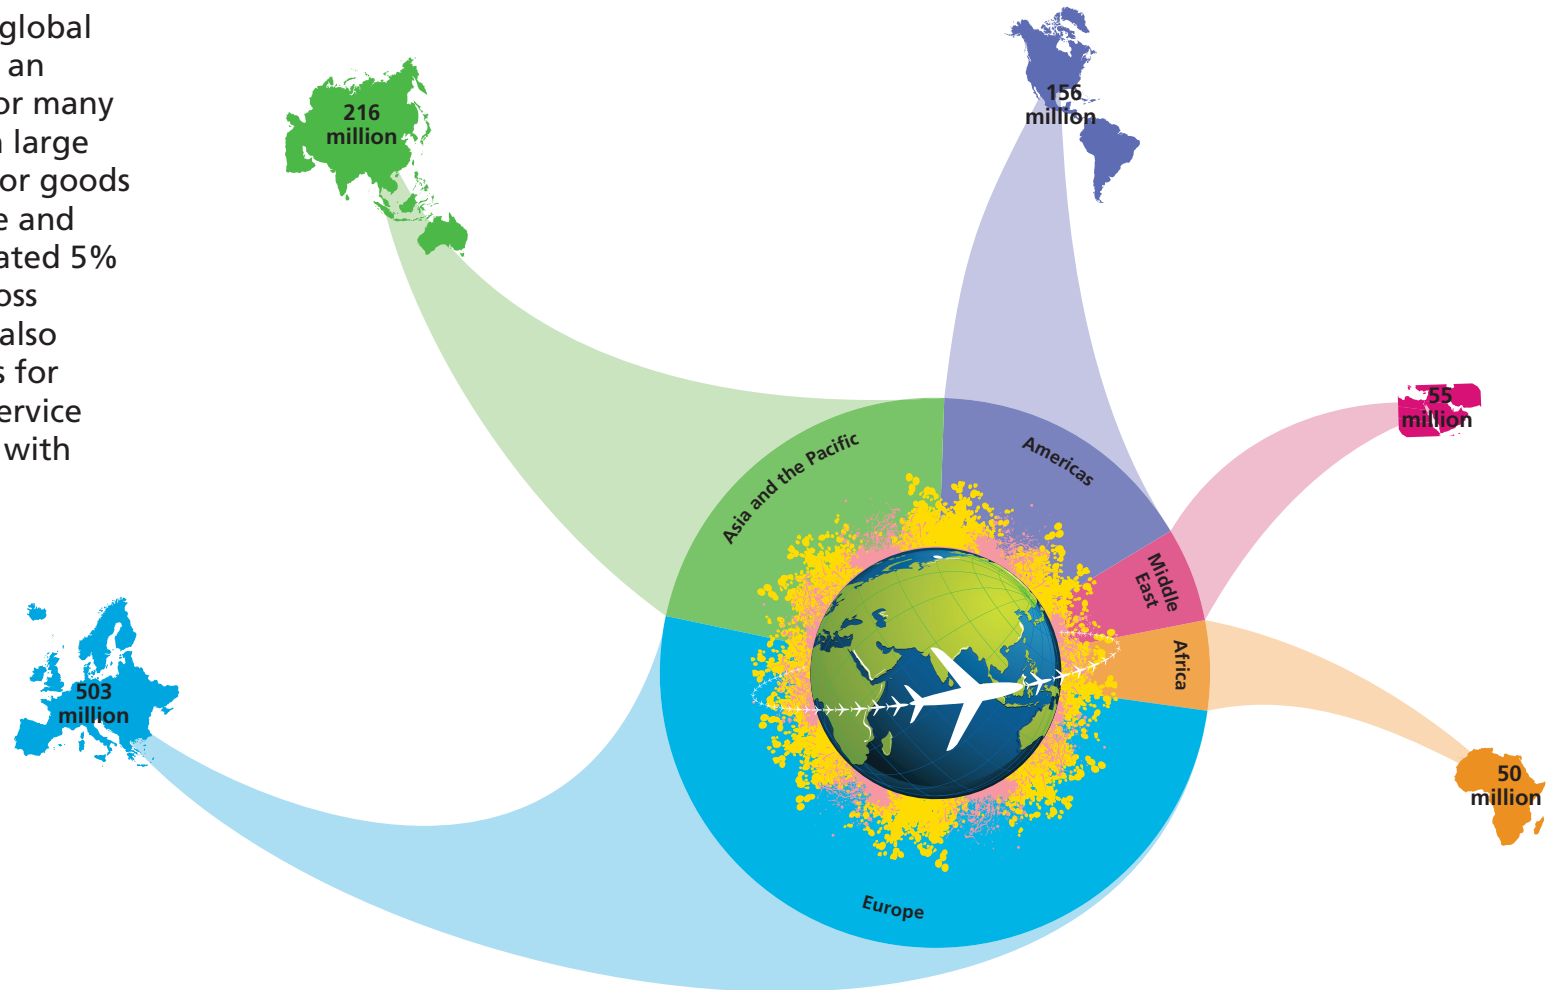 global
an
or many
large
or goods
e and
ated 5%
oss
also
s for
ervice
with
216
million
156
million
55
million
503
million
50
million
Asia and the Pacific
Americas
Middle
East
Africa
Europe